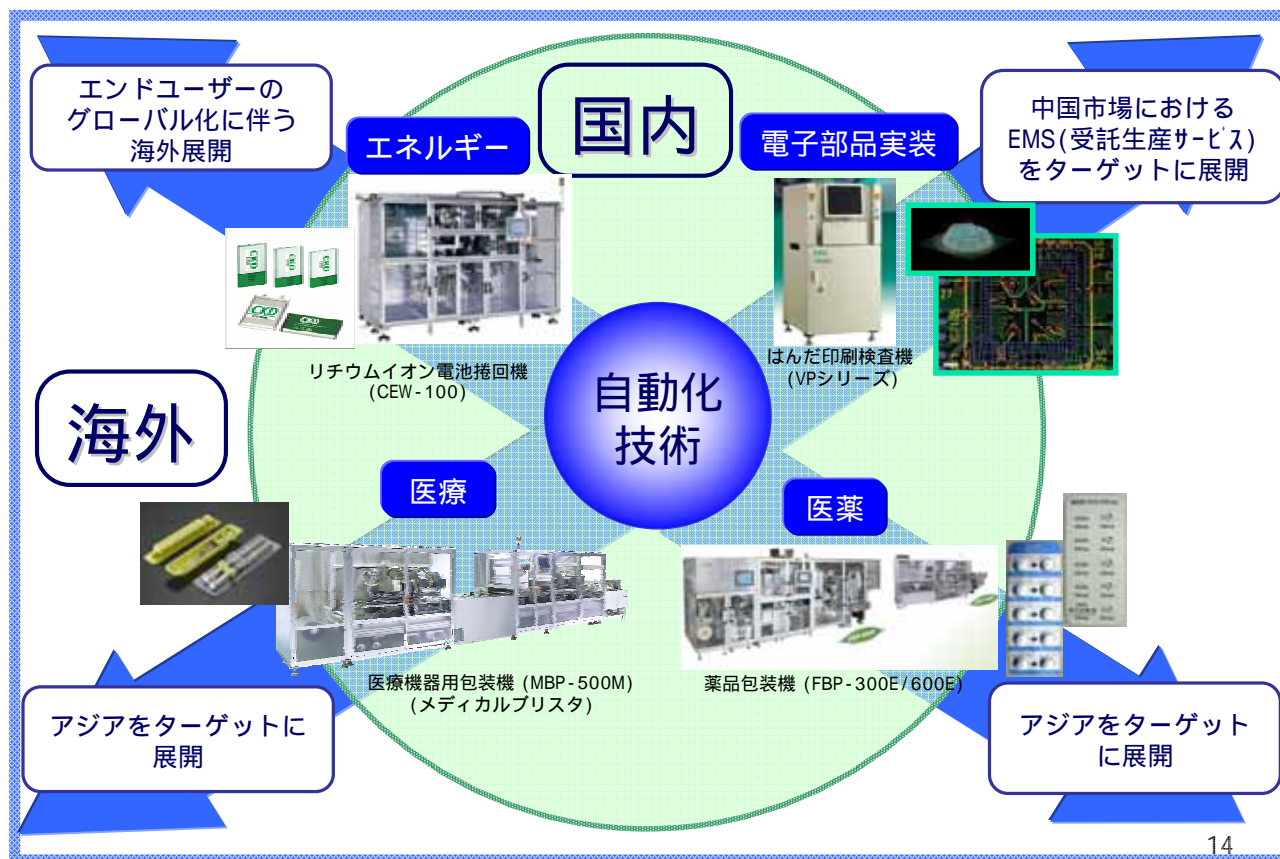 エンドユーザーの
グローバル化に伴う
海外展開
エネルギー
国内
電子部品実装
中国市場における
EMS(受託生産ｻｰﾋﾞｽ)
をターゲットに展開
CKD
CKD
CKD
CKD
CKD
リチウムイオン電池捲回機
(CEW-100)
はんだ印刷検査機
(VPシリーズ)
自動化
技術
海外
医療
医薬
医療機器用包装機 (MBP-500M)
(メディカルブリスタ)
薬品包装機 (FBP-300E/600E)
アジアをターゲットに
展開
アジアをターゲット
に展開
14